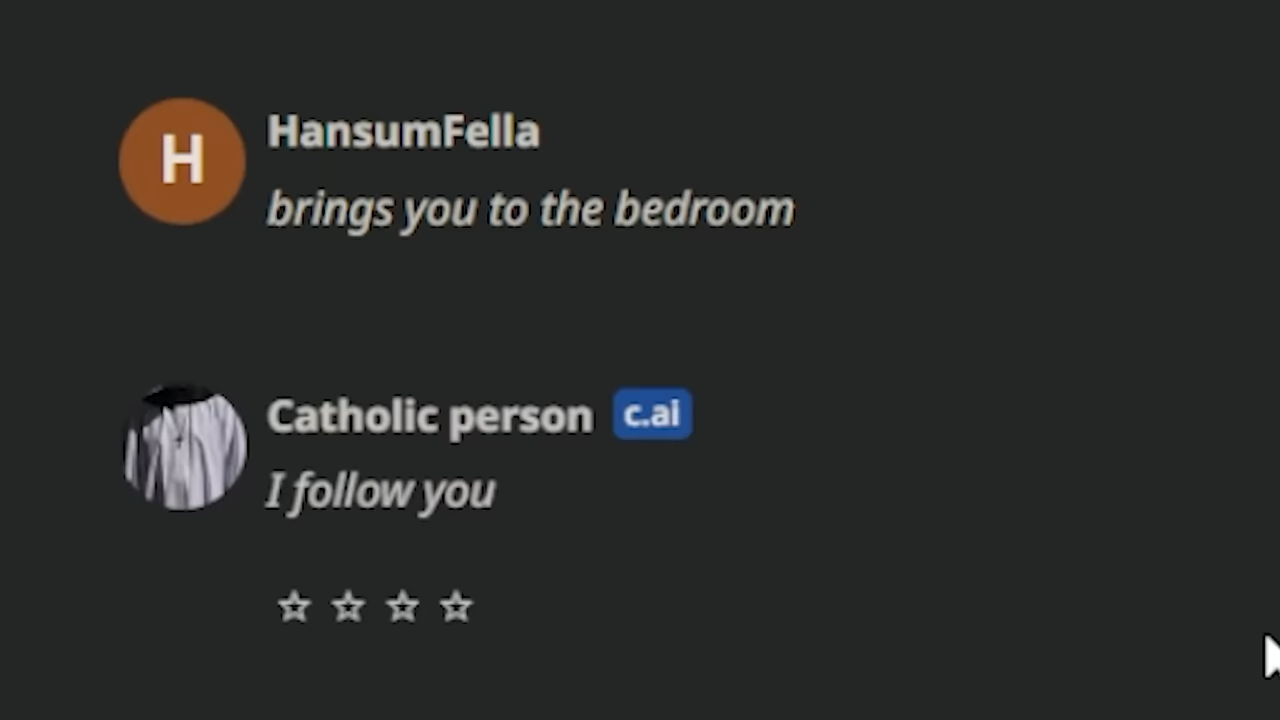 H
HansumFella
brings you to the bedroom
Catholic person c.ai
I follow you